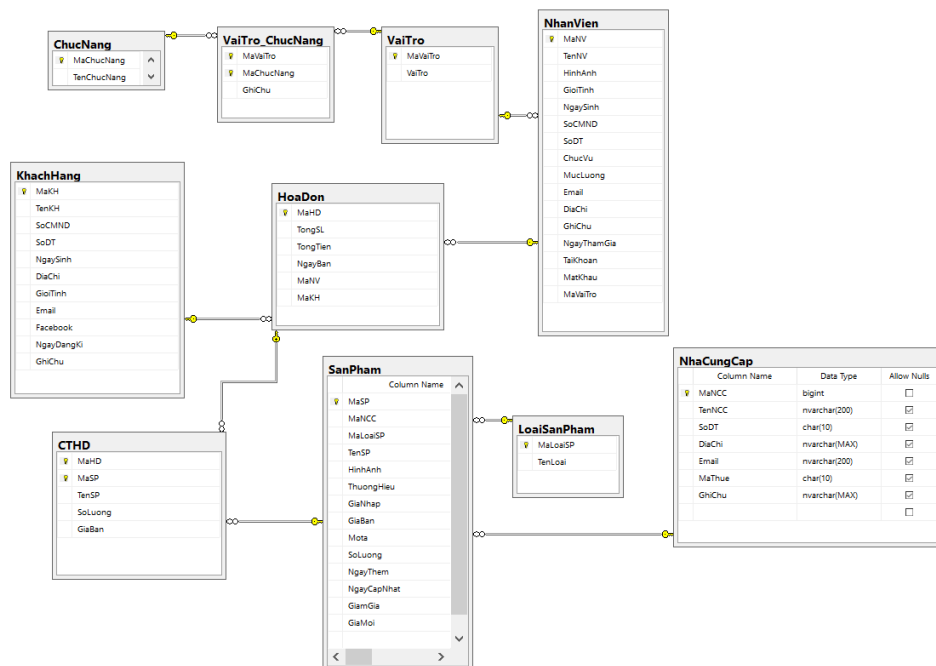 ChucNang
MaChucNang
TenChucNang
VaiTro_ChucNang
MaVaiTro
MaChucNang
GhiChu
VaiTro
MaVaiTro
VaiTro
NhanVien
MaNV
TenNV
HinhAnh
GioiTinh
NgaySinh
SoCMND
SoDT
ChucVu
MucLuong
Email
DiaChi
GhiChu
NgayThamGia
TaiKhoan
MatKhau
MaVaiTro
KhachHang
MaKH
TenKH
SoCMND
SoDT
NgaySinh
DiaChi
GioiTinh
Email
Facebook
NgayDangKi
GhiChu
HoaDon
MaHD
TongSL
TongTien
NgayBan
MaNV
MaKH
CTHD
MaHD
MaSP
TenSP
SoLuong
GiaBan
SanPham
Column Name
MaSP
MaNCC
MaLoaiSP
TenSP
HinhAnh
ThuongHieu
GiaNhap
GiaBan
Mota
SoLuong
NgayThem
NgayCapNhat
GiamGia
GiaMoi
LoaiSanPham
MaLoaiSP
TenLoai
NhaCungCap
Column Name Data Type Allow Nulls
MaNCC bigint
TenNCC nvarchar(200)
SoDT char(10)
DiaChi nvarchar(MAX)
Email nvarchar(200)
MaThue char(10)
GhiChu nvarchar(MAX)